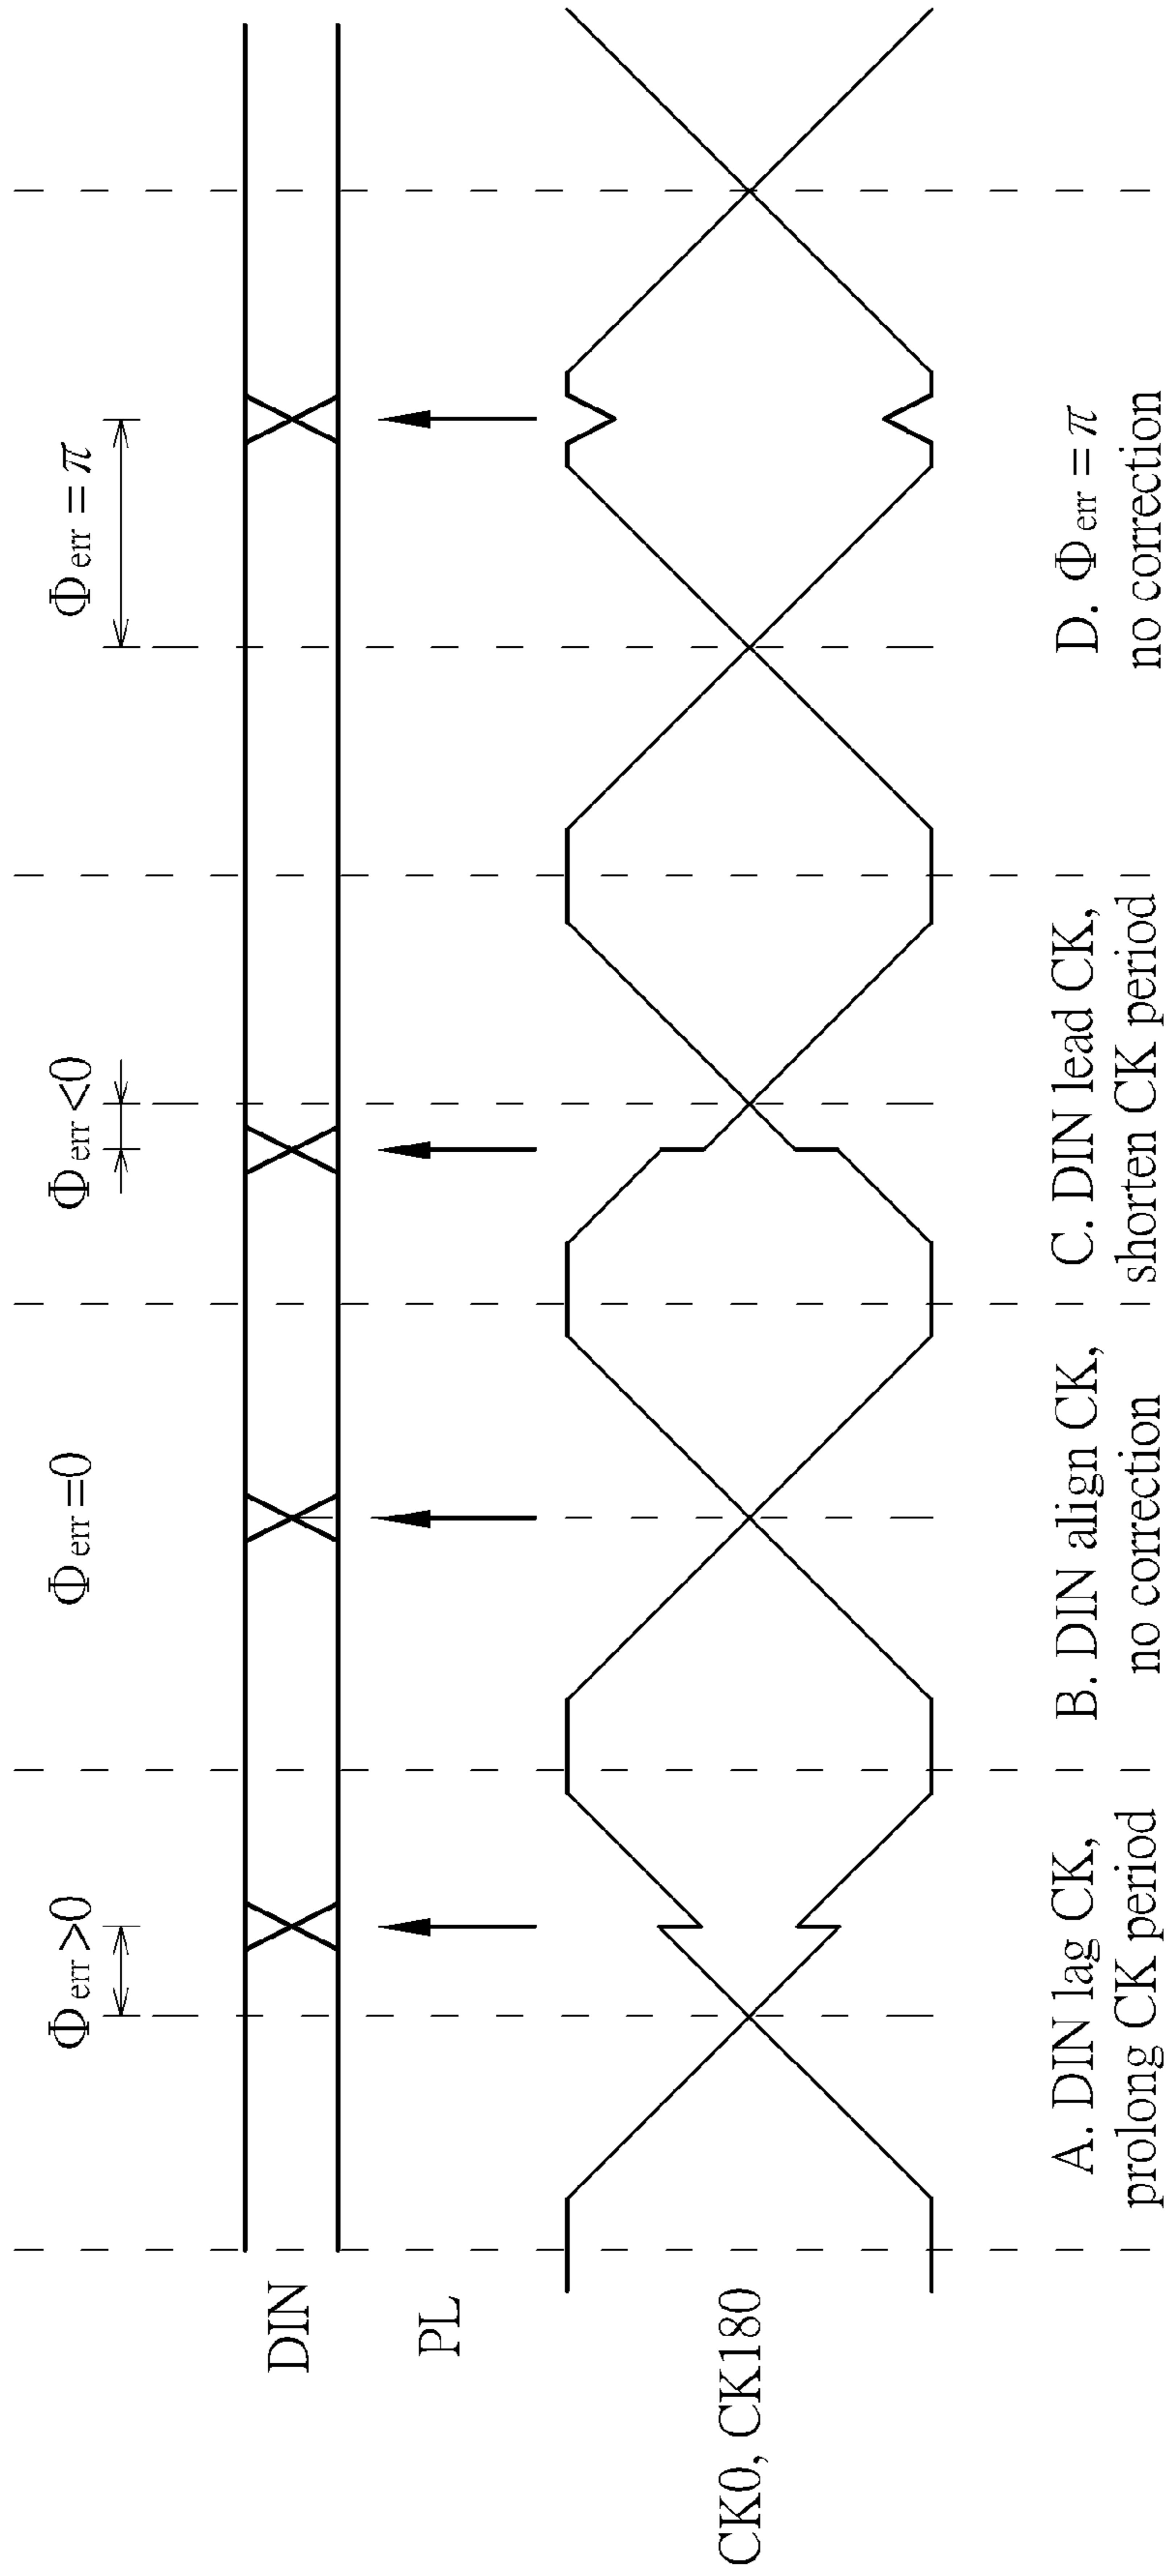 Φerr>0
Φerr=0
Φerr<0
Φerr=π
DIN
PL
CK0, CK180
A. DIN lag CK,
prolong CK period
B. DIN align CK,
no correction
C. DIN lead CK,
shorten CK period
D. Φerr=π
no correction